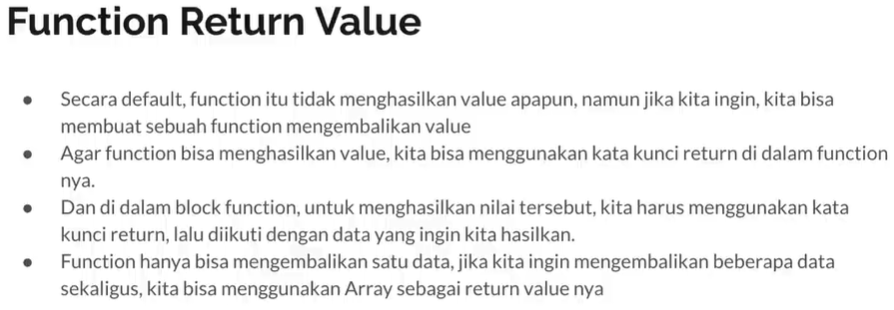 Function Return Value
● Secara default, function itu tidak menghasilkan value apapun, namun jika kita ingin, kita bisa
membuat sebuah function mengembalikan value
● Agar function bisa menghasilkan value, kita bisa menggunakan kata kunci return di dalam function
nya.
● Dan di dalam block function, untuk menghasilkan nilai tersebut, kita harus menggunakan kata
kunci return, lalu diikuti dengan data yang ingin kita hasilkan.
● Function hanya bisa mengembalikan satu data, jika kita ingin mengembalikan beberapa data
sekaligus, kita bisa menggunakan Array sebagai return value nya